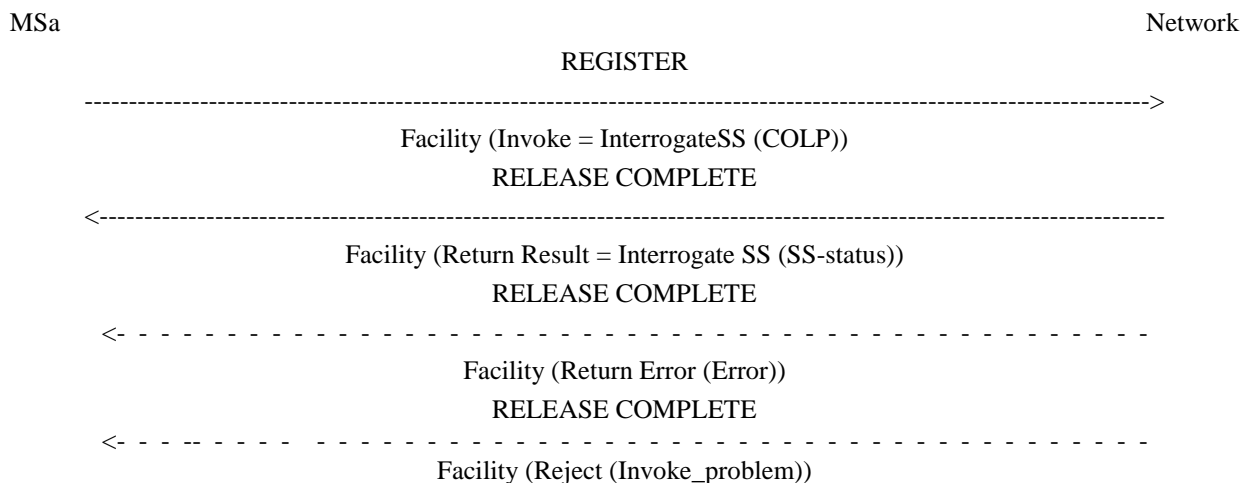 MSa Network
REGISTER
------------------------------------------------------------------------------------------------------------------------>
Facility (Invoke = InterrogateSS (COLP))
RELEASE COMPLETE
<------------------------------------------------------------------------------------------------------------------------
Facility (Return Result = Interrogate SS (SS-status))
RELEASE COMPLETE
<- - - - - - - - - - - - - - - - - - - - - - - - - - - - - - - - - - - - - - - - - - - - - - - - - - - - - - - - -
Facility (Return Error (Error))
RELEASE COMPLETE
<- - - -- - - - - - - - - - - - - - - - - - - - - - - - - - - - - - - - - - - - - - - - - - - - - - - - - - - - -
Facility (Reject (Invoke_problem))